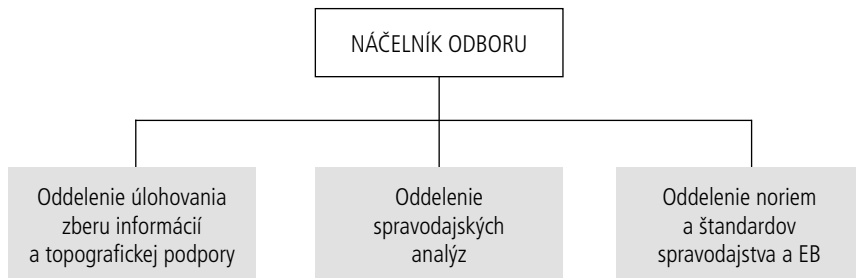 NÁČELNÍK ODBORU
Oddelenie úlohovania
zberu informácií
a topografickej podpory
Oddelenie
spravodajských
analýz
Oddelenie noriem
a štandardov
spravodajstva a EB